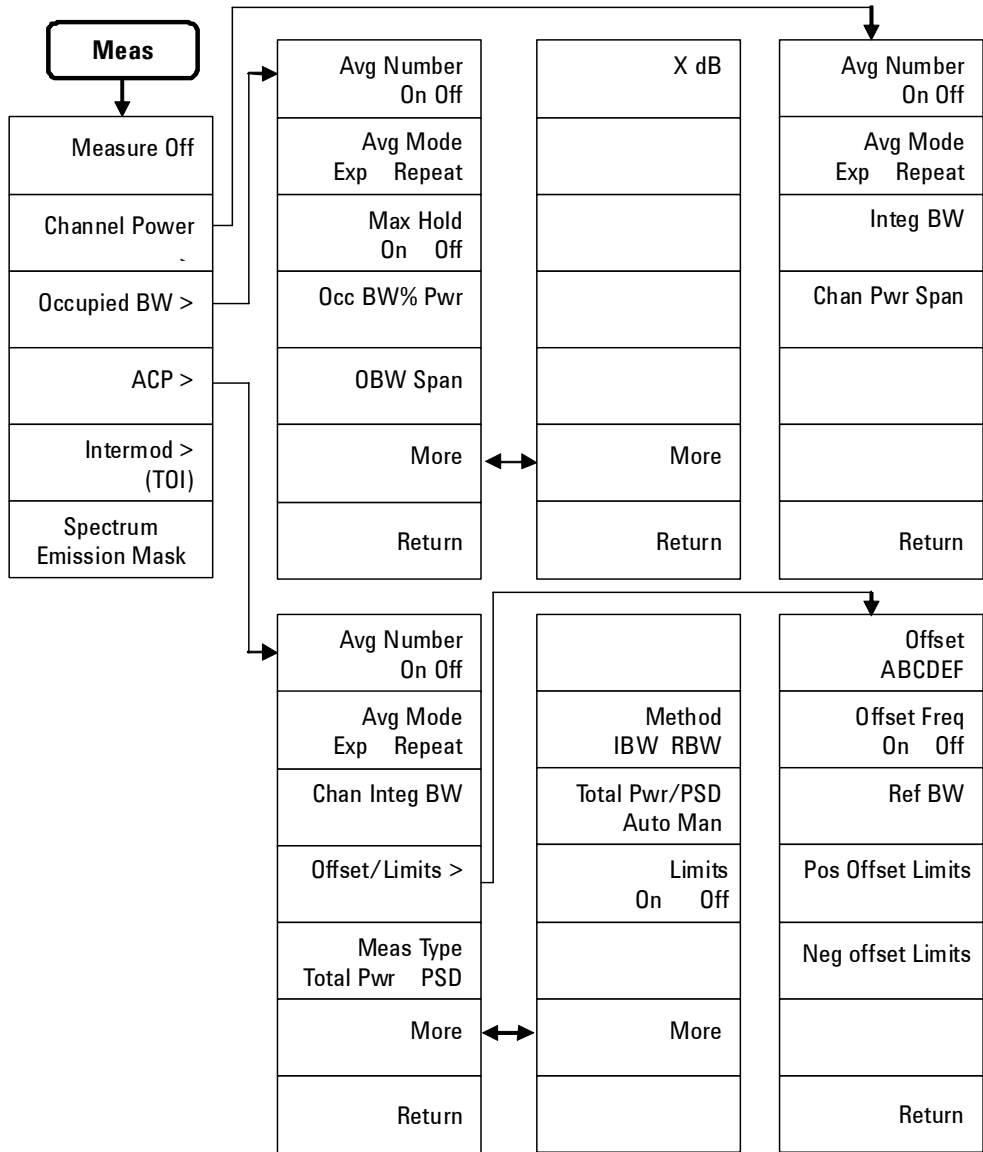 Meas
Measure Off
Channel Power
Occupied BW >
ACP >
Intermod >
(TOI)
Spectrum
Emission Mask
Avg Number
On Off
Avg Mode
Exp Repeat
Max Hold
On Off
Occ BW% Pwr
OBW Span
More
Return
X dB
More
Return
Avg Number
On Off
Avg Mode
Exp Repeat
Integ BW
Chan Pwr Span
Return
Avg Number
On Off
Avg Mode
Exp Repeat
Chan Integ BW
Offset/Limits >
Meas Type
Total Pwr PSD
More
Return
Method
IBW RBW
Total Pwr/PSD
Auto Man
Limits
On Off
More
Offset
ABCDEF
Offset Freq
On Off
Ref BW
Pos Offset Limits
Neg offset Limits
Return